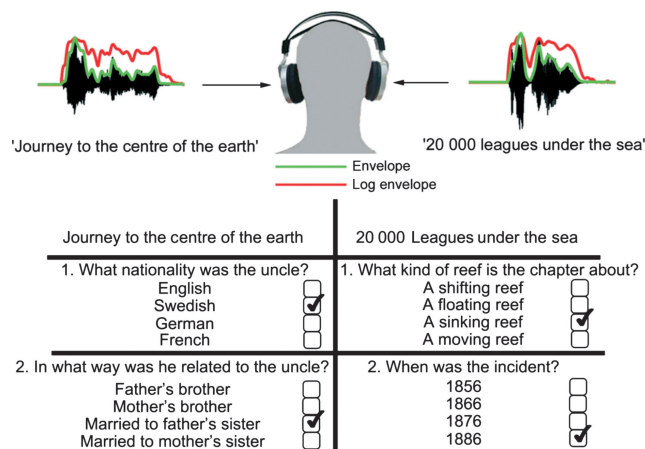 'Journey to the centre of the earth'
'20 000 leagues under the sea'
Envelope
Log envelope
Journey to the centre of the earth
20 000 Leagues under the sea
1. What nationality was the uncle?
English
Swedish
German
French
1. What kind of reef is the chapter about?
A shifting reef
A floating reef
A sinking reef
A moving reef
2. In what way was he related to the uncle?
Father's brother
Mother's brother
Married to father's sister
Married to mother's sister
2. When was the incident?
1856
1866
1876
1886